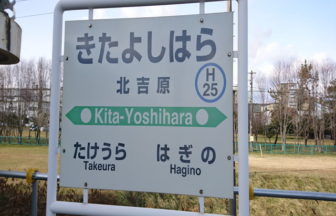 きたよしはら
北吉原
H
25
Kita-Yoshihara
たけうら はぎの
Takeura Hagino